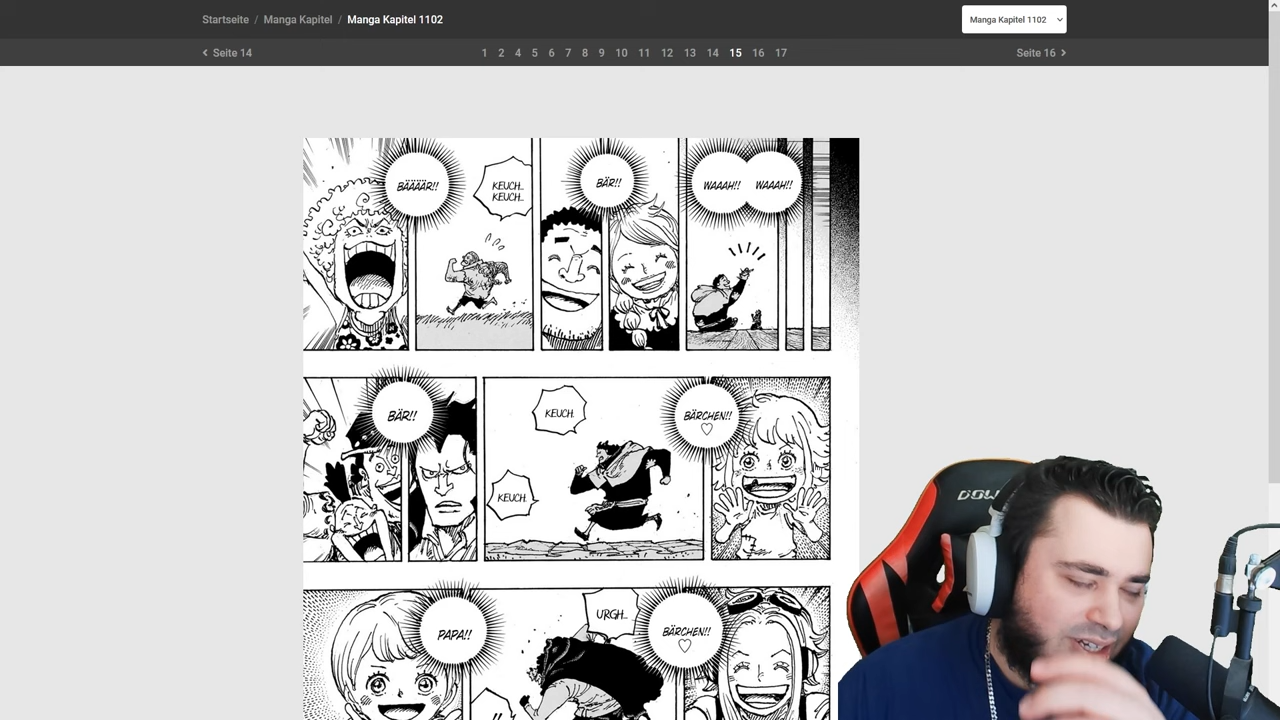 Startseite / Manga Kapitel / Manga Kapitel 1102
Manga Kapitel 1102
Seite 14
1 2 4 5 6 7 8 9 10 11 12 13 14 15 16 17
Seite 16
BÄÄÄÄR!!
KEUCH...
KEUCH...
BÄR!!
WAAAH!!
WAAAH!!
BÄR!!
KEUCH.
KEUCH.
BÄRCHEN!!
♡
PAPA!!
URGH...
BÄRCHEN!!
♡